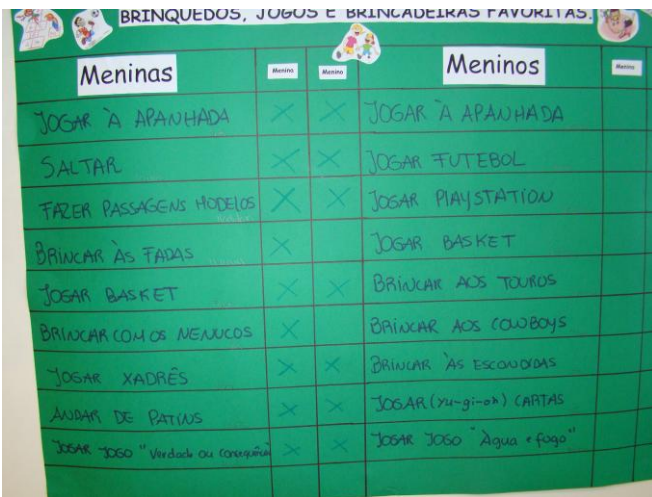 BRINQUEDOS, JOGOS E BRINCADEIRAS FAVORITAS.
Meninas Menino Menino Meninos Menino
JOGAR À APANHADA X X JOGAR À APANHADA
SALTAR X X JOGAR FUTEBOL
FAZER PASSAGENS MODELOS X X JOGAR PLAYSTATION
BRINCAR ÀS FADAS X JOGAR BASKET
JOGAR BASKET X X BRINCAR AOS TOUROS
BRINCAR COM OS NENUCOS X BRINCAR AOS COWBOYS
JOGAR XADRÊS X X BRINCAR ÀS ESCONDIDAS
ANDAR DE PATINS X X JOGAR (Yu-gi-oh) CARTAS
JOGAR JOGO "Verdade ou X X JOGAR JOGO "Àgua e fogo"